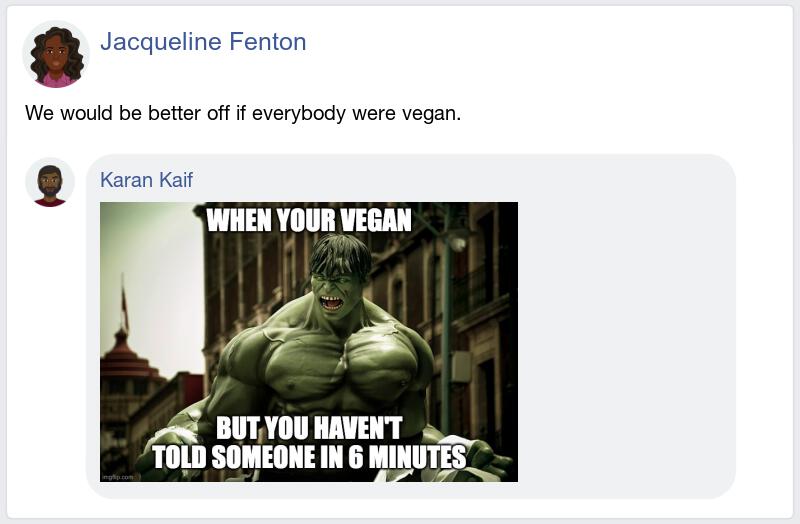 Jacqueline Fenton
We would be better off if everybody were vegan.
Karan Kaif
WHEN YOUR VEGAN
BUT YOU HAVEN'T
TOLD SOMEONE IN 6 MINUTES
imgflip.com